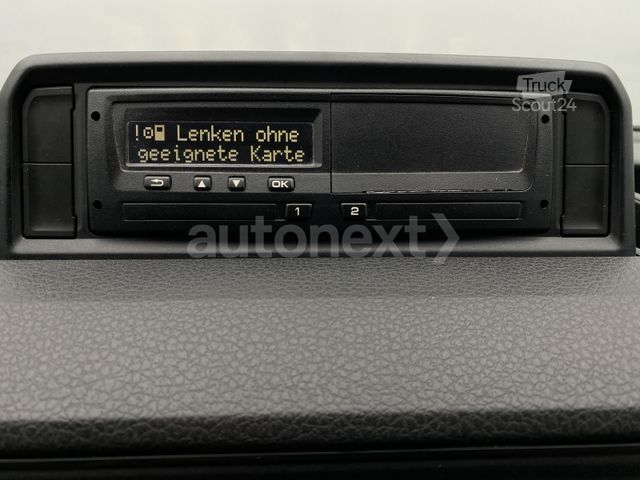 Truck
Scout24
! Lenken ohne
geeignete Karte
OK
1 2
autonext